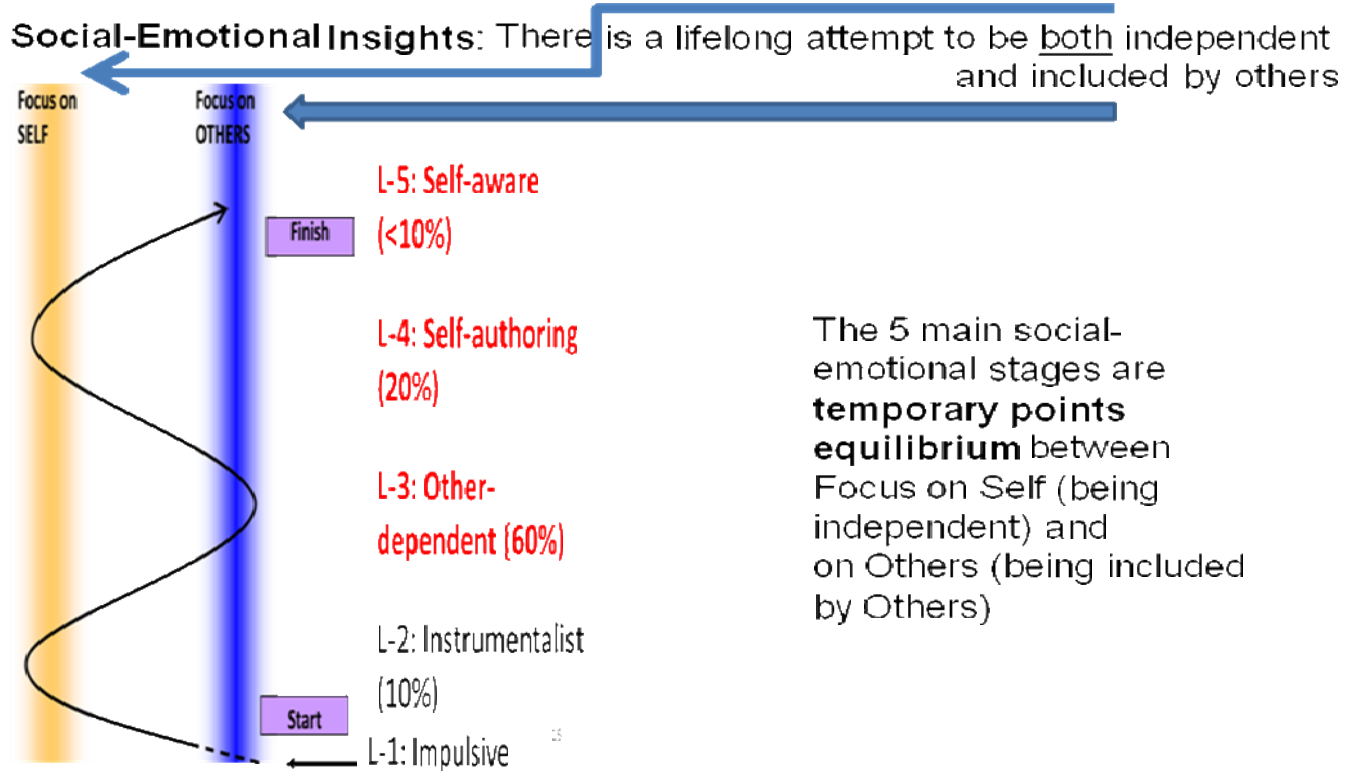 Social-Emotional Insights: There is a lifelong attempt to be both independent
and included by others
Focus on
SELF
Focus on
OTHERS
L-5: Self-aware
(<10%)
Finish
L-4: Self-authoring
(20%)
The 5 main social-
emotional stages are
temporary points
equilibrium between
Focus on Self (being
independent) and
on Others (being included
by Others)
L-3: Other-
dependent (60%)
L-2: Instrumentalist
(10%)
Start
L-1: Impulsive